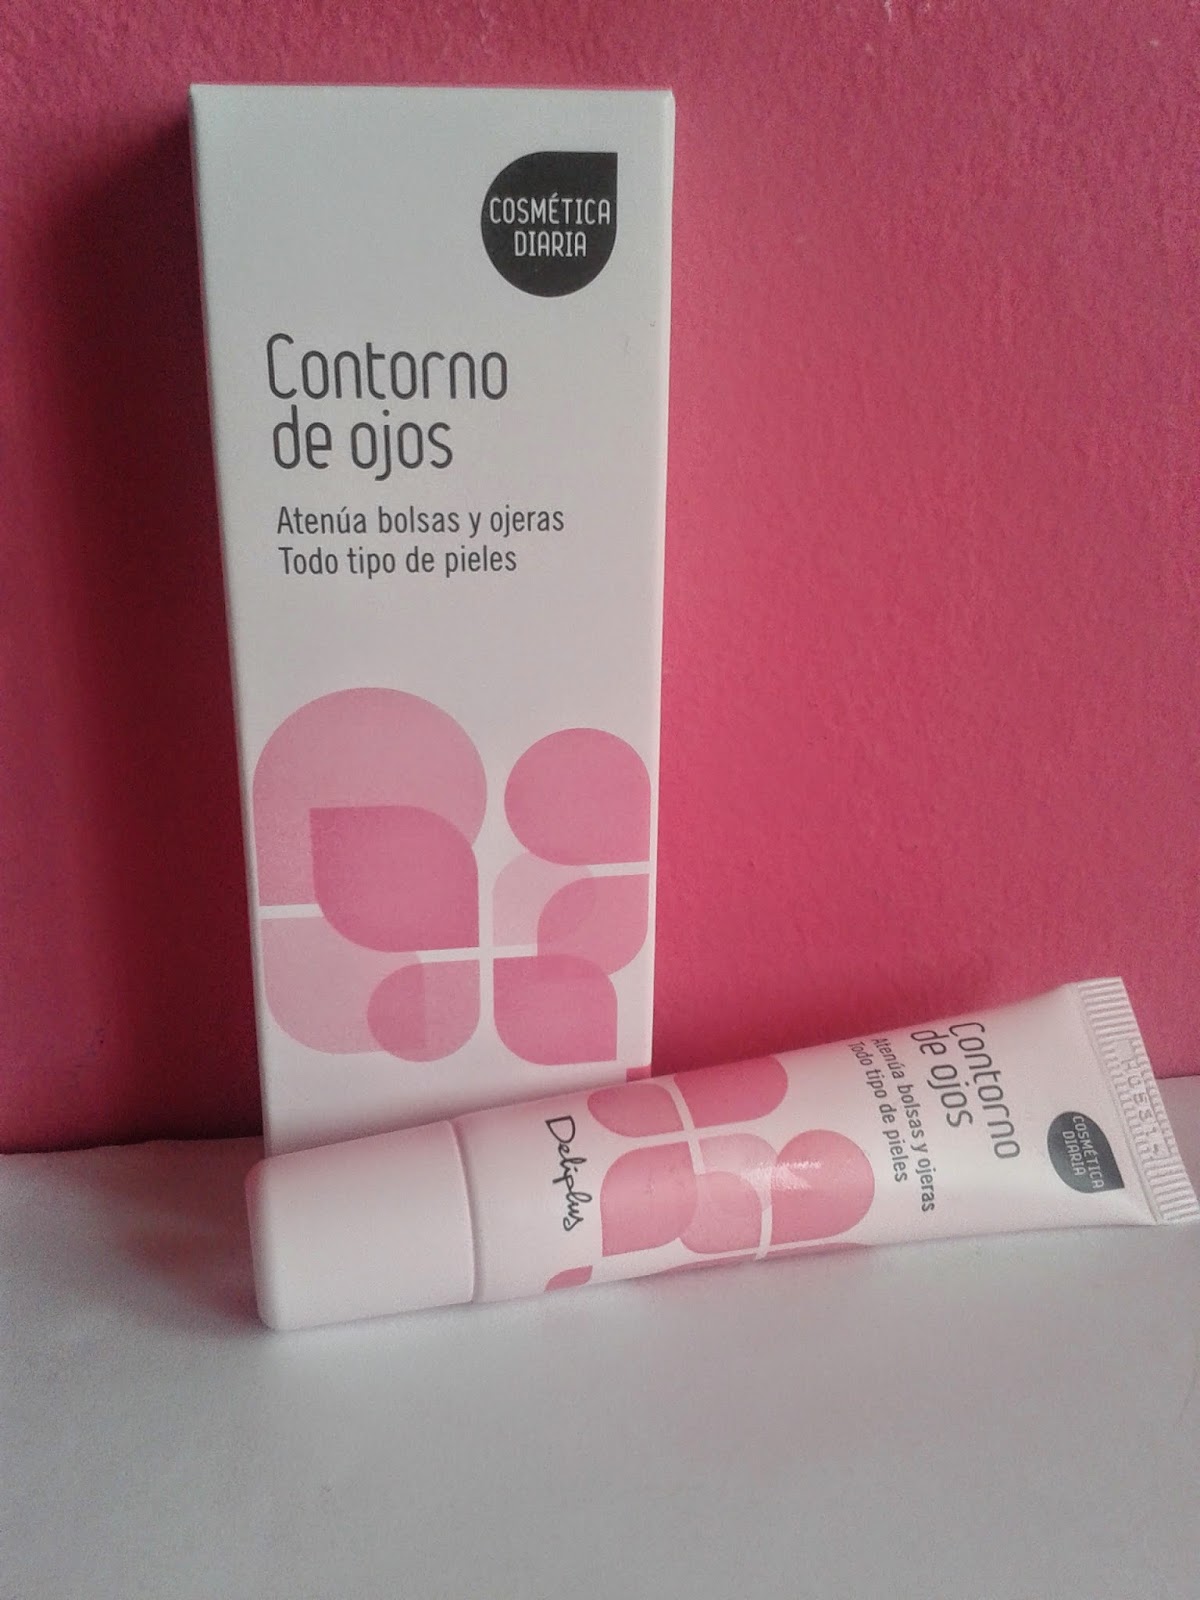 COSMÉTICA
DIARIA
Contorno
de ojos
Atenúa bolsas y ojeras
Todo tipo de pieles
Contorno
de ojos
Atenúa bolsas y ojeras
Todo tipo de pieles
COSMÉTICA
DIARIA
Deliplus